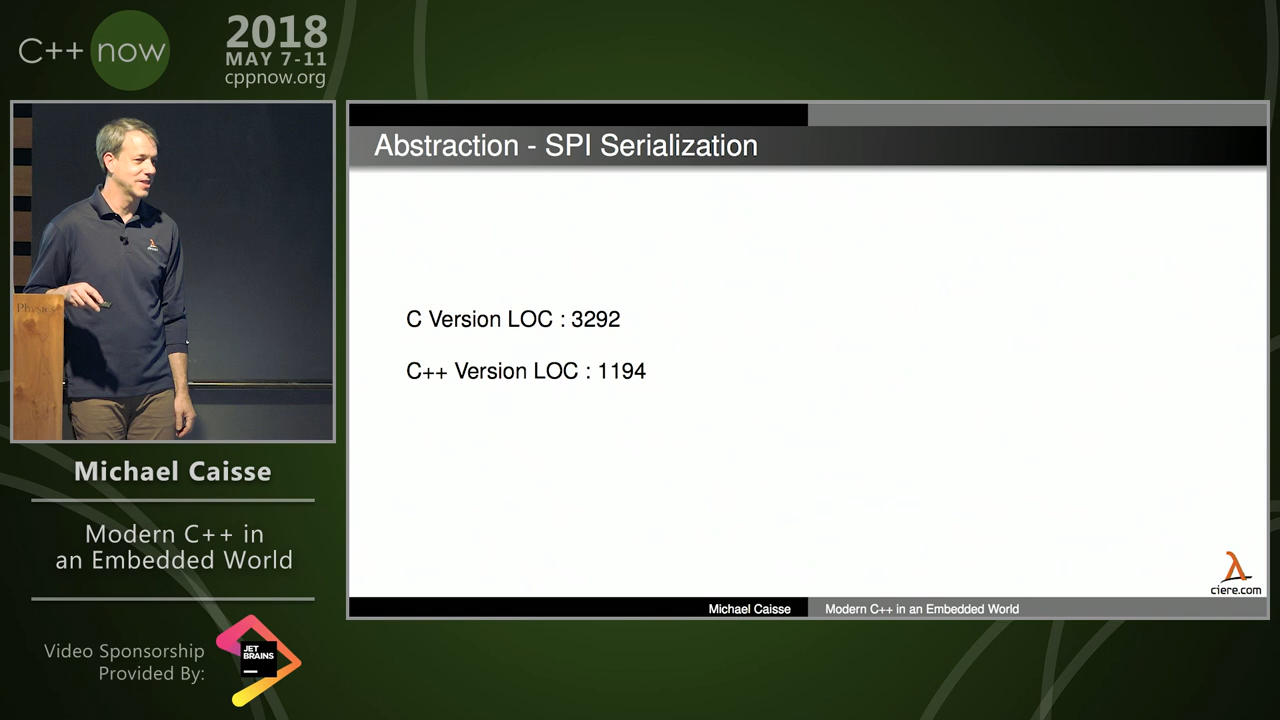 C++ now
2018
MAY 7-11
cppnow.org
Physics
Michael Caisse
Modern C++ in
an Embedded World
Video Sponsorship
Provided By:
JET
BRAINS
Abstraction - SPI Serialization
C Version LOC : 3292
C++ Version LOC : 1194
λ
ciere.com
Michael Caisse
Modern C++ in an Embedded World